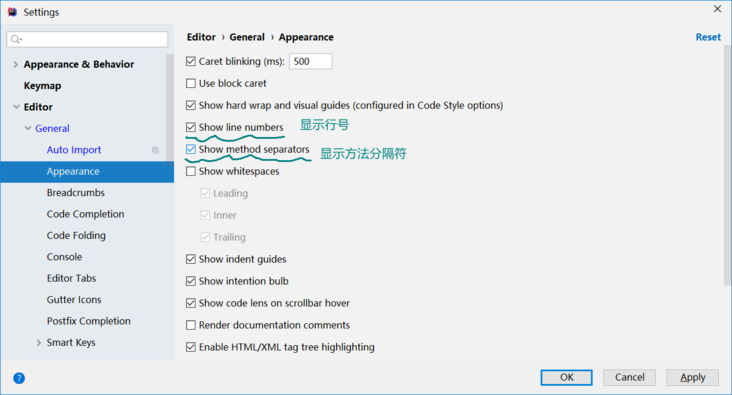 Settings
Appearance & Behavior
Keymap
Editor
General
Auto Import
Appearance
Breadcrumbs
Code Completion
Code Folding
Console
Editor Tabs
Gutter Icons
Postfix Completion
Smart Keys
Editor › General › Appearance
Reset
Caret blinking (ms): 500
Use block caret
Show hard wrap and visual guides (configured in Code Style options)
Show line numbers 显示行号
Show method separators 显示方法分隔符
Show whitespaces
Leading
Inner
Trailing
Show indent guides
Show intention bulb
Show code lens on scrollbar hover
Render documentation comments
Enable HTML/XML tag tree highlighting
?
OK
Cancel
Apply